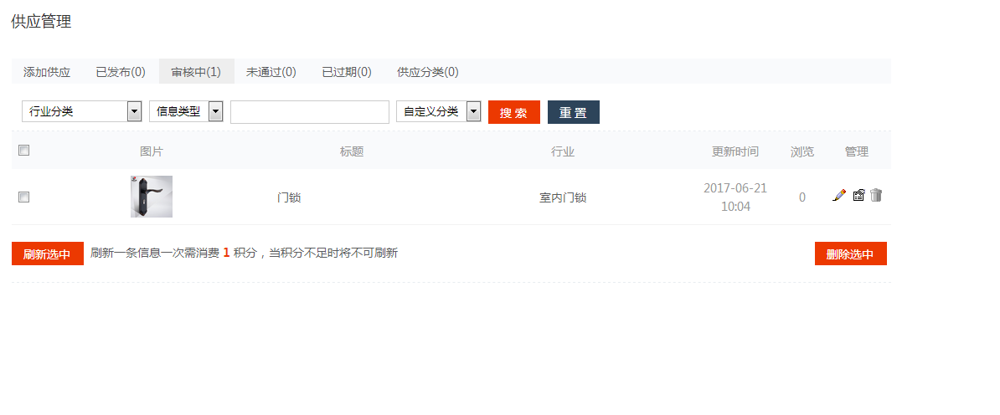 供应管理
添加供应 已发布(0) 审核中(1) 未通过(0) 已过期(0) 供应分类(0)
行业分类 信息类型 自定义分类 搜 索 重 置
图片 标题 行业 更新时间 浏览 管理
门锁 室内门锁 2017-06-21 0
10:04
刷新选中 刷新一条信息一次需消费 1 积分，当积分不足时将不可刷新 删除选中